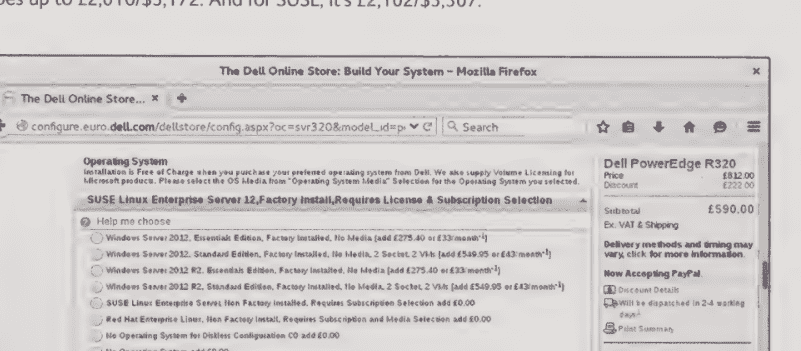 es up to £2,010/$3,172. And for SUSE, it's £2,102/$3,307.
The Dell Online Store: Build Your System – Mozilla Firefox
The Dell Online Store...
configure.euro.dell.com/dellstore/config.aspx?oc=svr320&model_id=p
Search
Operating System
Installation is Free of Charge when you purchase your preferred operating system from Dell. We also supply Volume Licensing for
Microsoft products. Please select the OS Media from "Operating System Media" Selection for the Operating System you selected.
SUSE Linux Enterprise Server 12,Factory Install,Requires License & Subscription Selection
Help me choose
Windows Server 2012, Essentials Edition, Factory Installed, No Media [add £275.40 or £33/month¹]
Windows Server 2012, Standard Edition, Factory Installed, No Media, 2 Socket, 2 VMs [add £549.95 or £43/month¹]
Windows Server 2012 R2, Essentials Edition, Factory Installed, No Media [add £275.40 or £33/month¹]
Windows Server 2012 R2, Standard Edition, Factory Installed, No Media, 2 Socket, 2 VMs [add £549.95 or £43/month¹]
SUSE Linux Enterprise Server, Non Factory Installed, Requires Subscription Selection add £0.00
Red Hat Enterprise Linux, Non Factory Install, Requires Subscription and Media Selection add £0.00
No Operating System for Diskless Configuration C0 add £0.00
No Operating System add £0.00
Dell PowerEdge R320
Price £812.00
Discount £222.00
Subtotal £590.00
Ex. VAT & Shipping
Delivery methods and timing may
vary, click for more information.
Now Accepting PayPal
Discount Details
Will be dispatched in 2-4 working
days
Print Summary